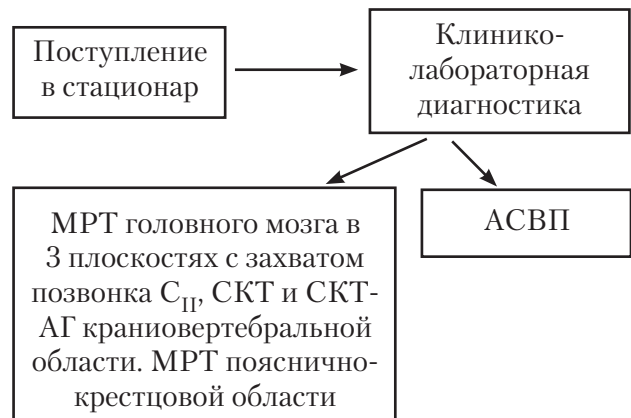 Поступление
в стационар
Клинико-
лабораторная
диагностика
МРТ головного мозга в
3 плоскостях с захватом
позвонка C_II, СКТ и СКТ-
АГ краниовертебральной
области. МРТ пояснично-
крестцовой области
АСВП